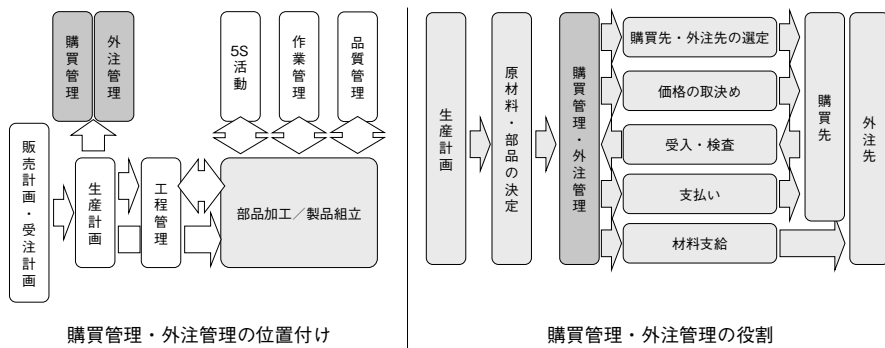 購買管理
外注管理
5S活動
作業管理
品質管理
販売計画・受注計画
生産計画
工程管理
部品加工／製品組立
購買管理・外注管理の位置付け
生産計画
原材料・部品の決定
購買管理・外注管理
購買先・外注先の選定
価格の取決め
受入・検査
支払い
材料支給
購買先
外注先
購買管理・外注管理の役割